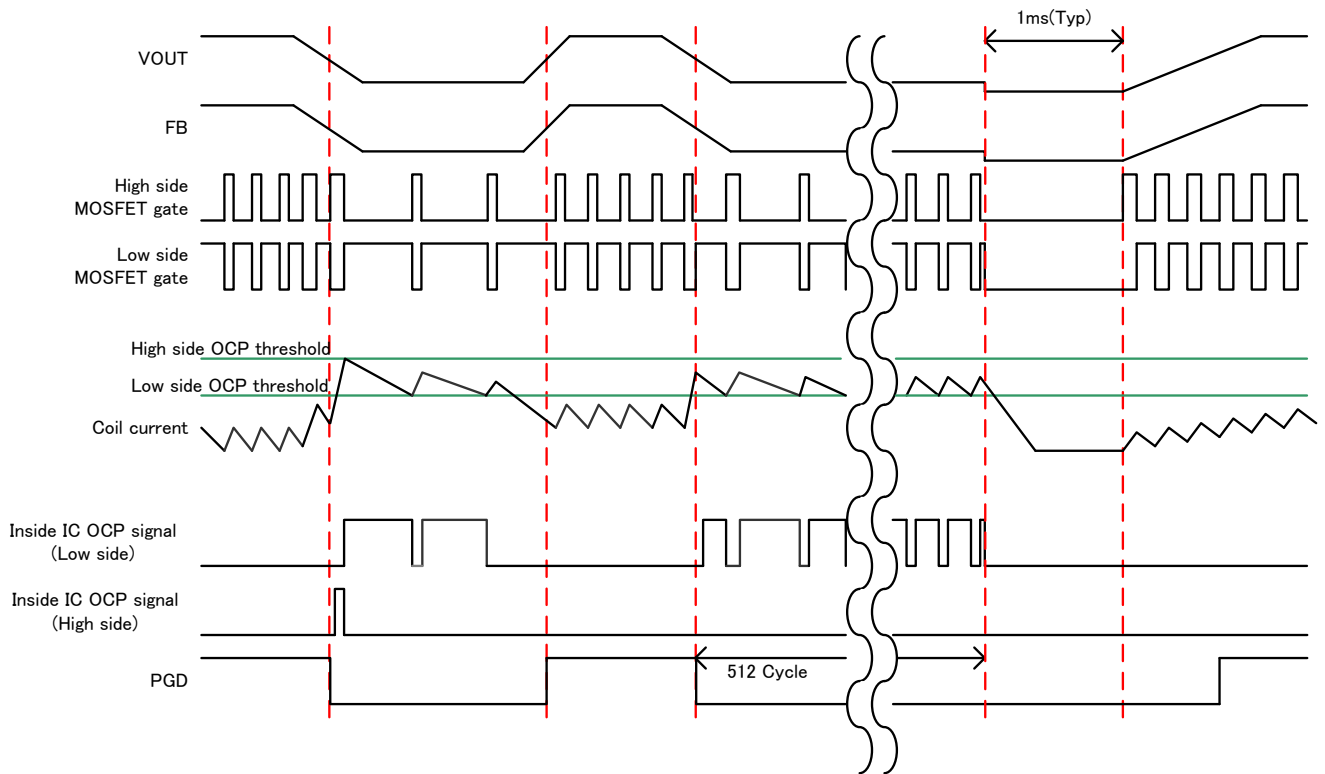 1ms(Typ)
VOUT
FB
High side
MOSFET gate
Low side
MOSFET gate
High side OCP threshold
Low side OCP threshold
Coil current
Inside IC OCP signal
(Low side)
Inside IC OCP signal
(High side)
PGD
512 Cycle